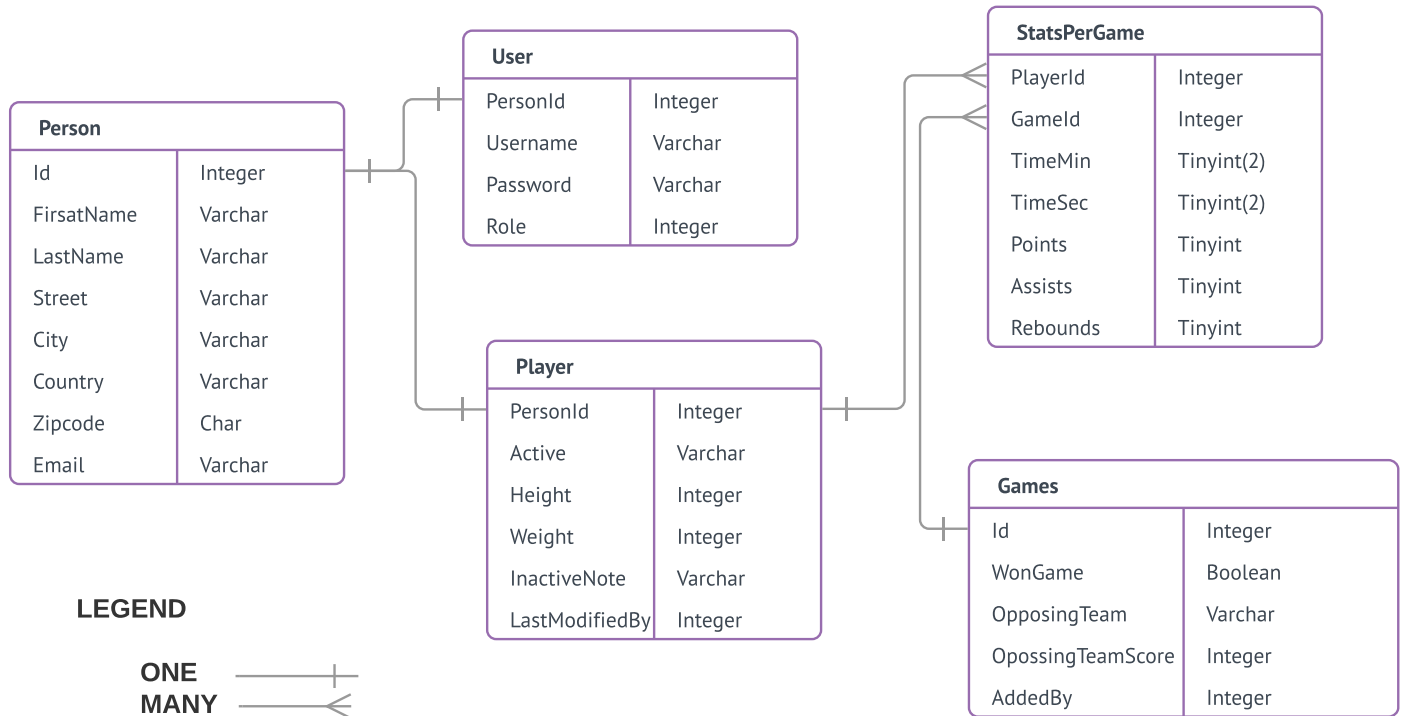 Person
Id Integer
FirsatName Varchar
LastName Varchar
Street Varchar
City Varchar
Country Varchar
Zipcode Char
Email Varchar
User
PersonId Integer
Username Varchar
Password Varchar
Role Integer
Player
PersonId Integer
Active Varchar
Height Integer
Weight Integer
InactiveNote Varchar
LastModifiedBy Integer
StatsPerGame
PlayerId Integer
GameId Integer
TimeMin Tinyint(2)
TimeSec Tinyint(2)
Points Tinyint
Assists Tinyint
Rebounds Tinyint
Games
Id Integer
WonGame Boolean
OpposingTeam Varchar
OpossingTeamScore Integer
AddedBy Integer
LEGEND
ONE
MANY